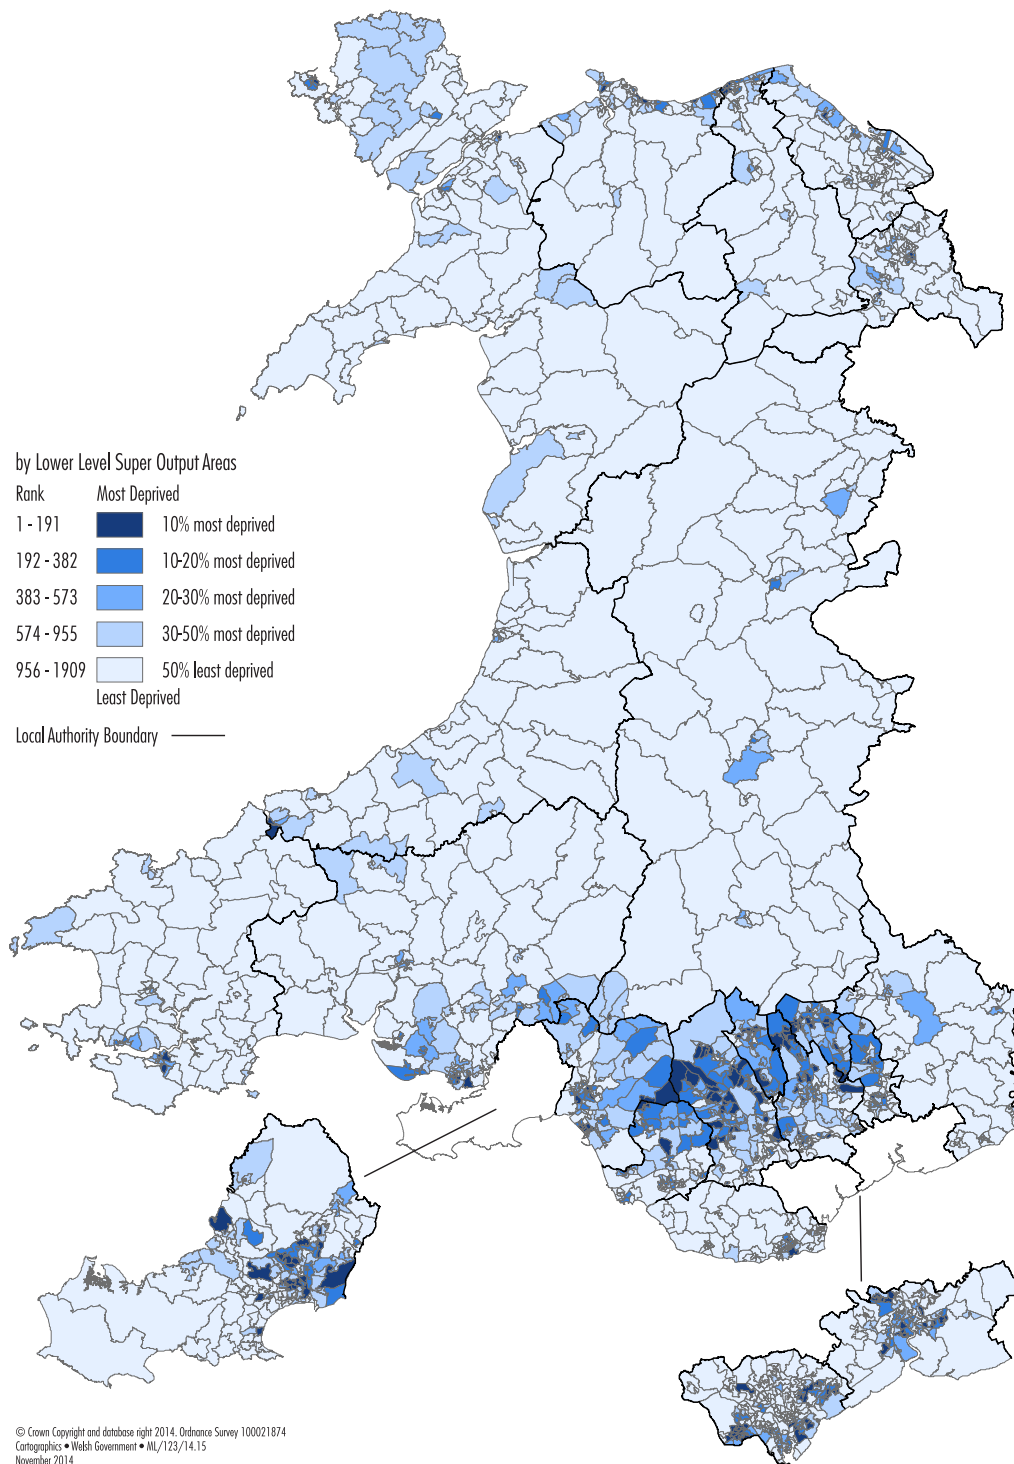 by Lower Level Super Output Areas
Rank Most Deprived
1 - 191 10% most deprived
192 - 382 10-20% most deprived
383 - 573 20-30% most deprived
574 - 955 30-50% most deprived
956 - 1909 50% least deprived
Least Deprived
Local Authority Boundary
© Crown Copyright and database right 2014. Ordnance Survey 100021874
Cartographics • Welsh Government • ML/123/14.15
November 2014